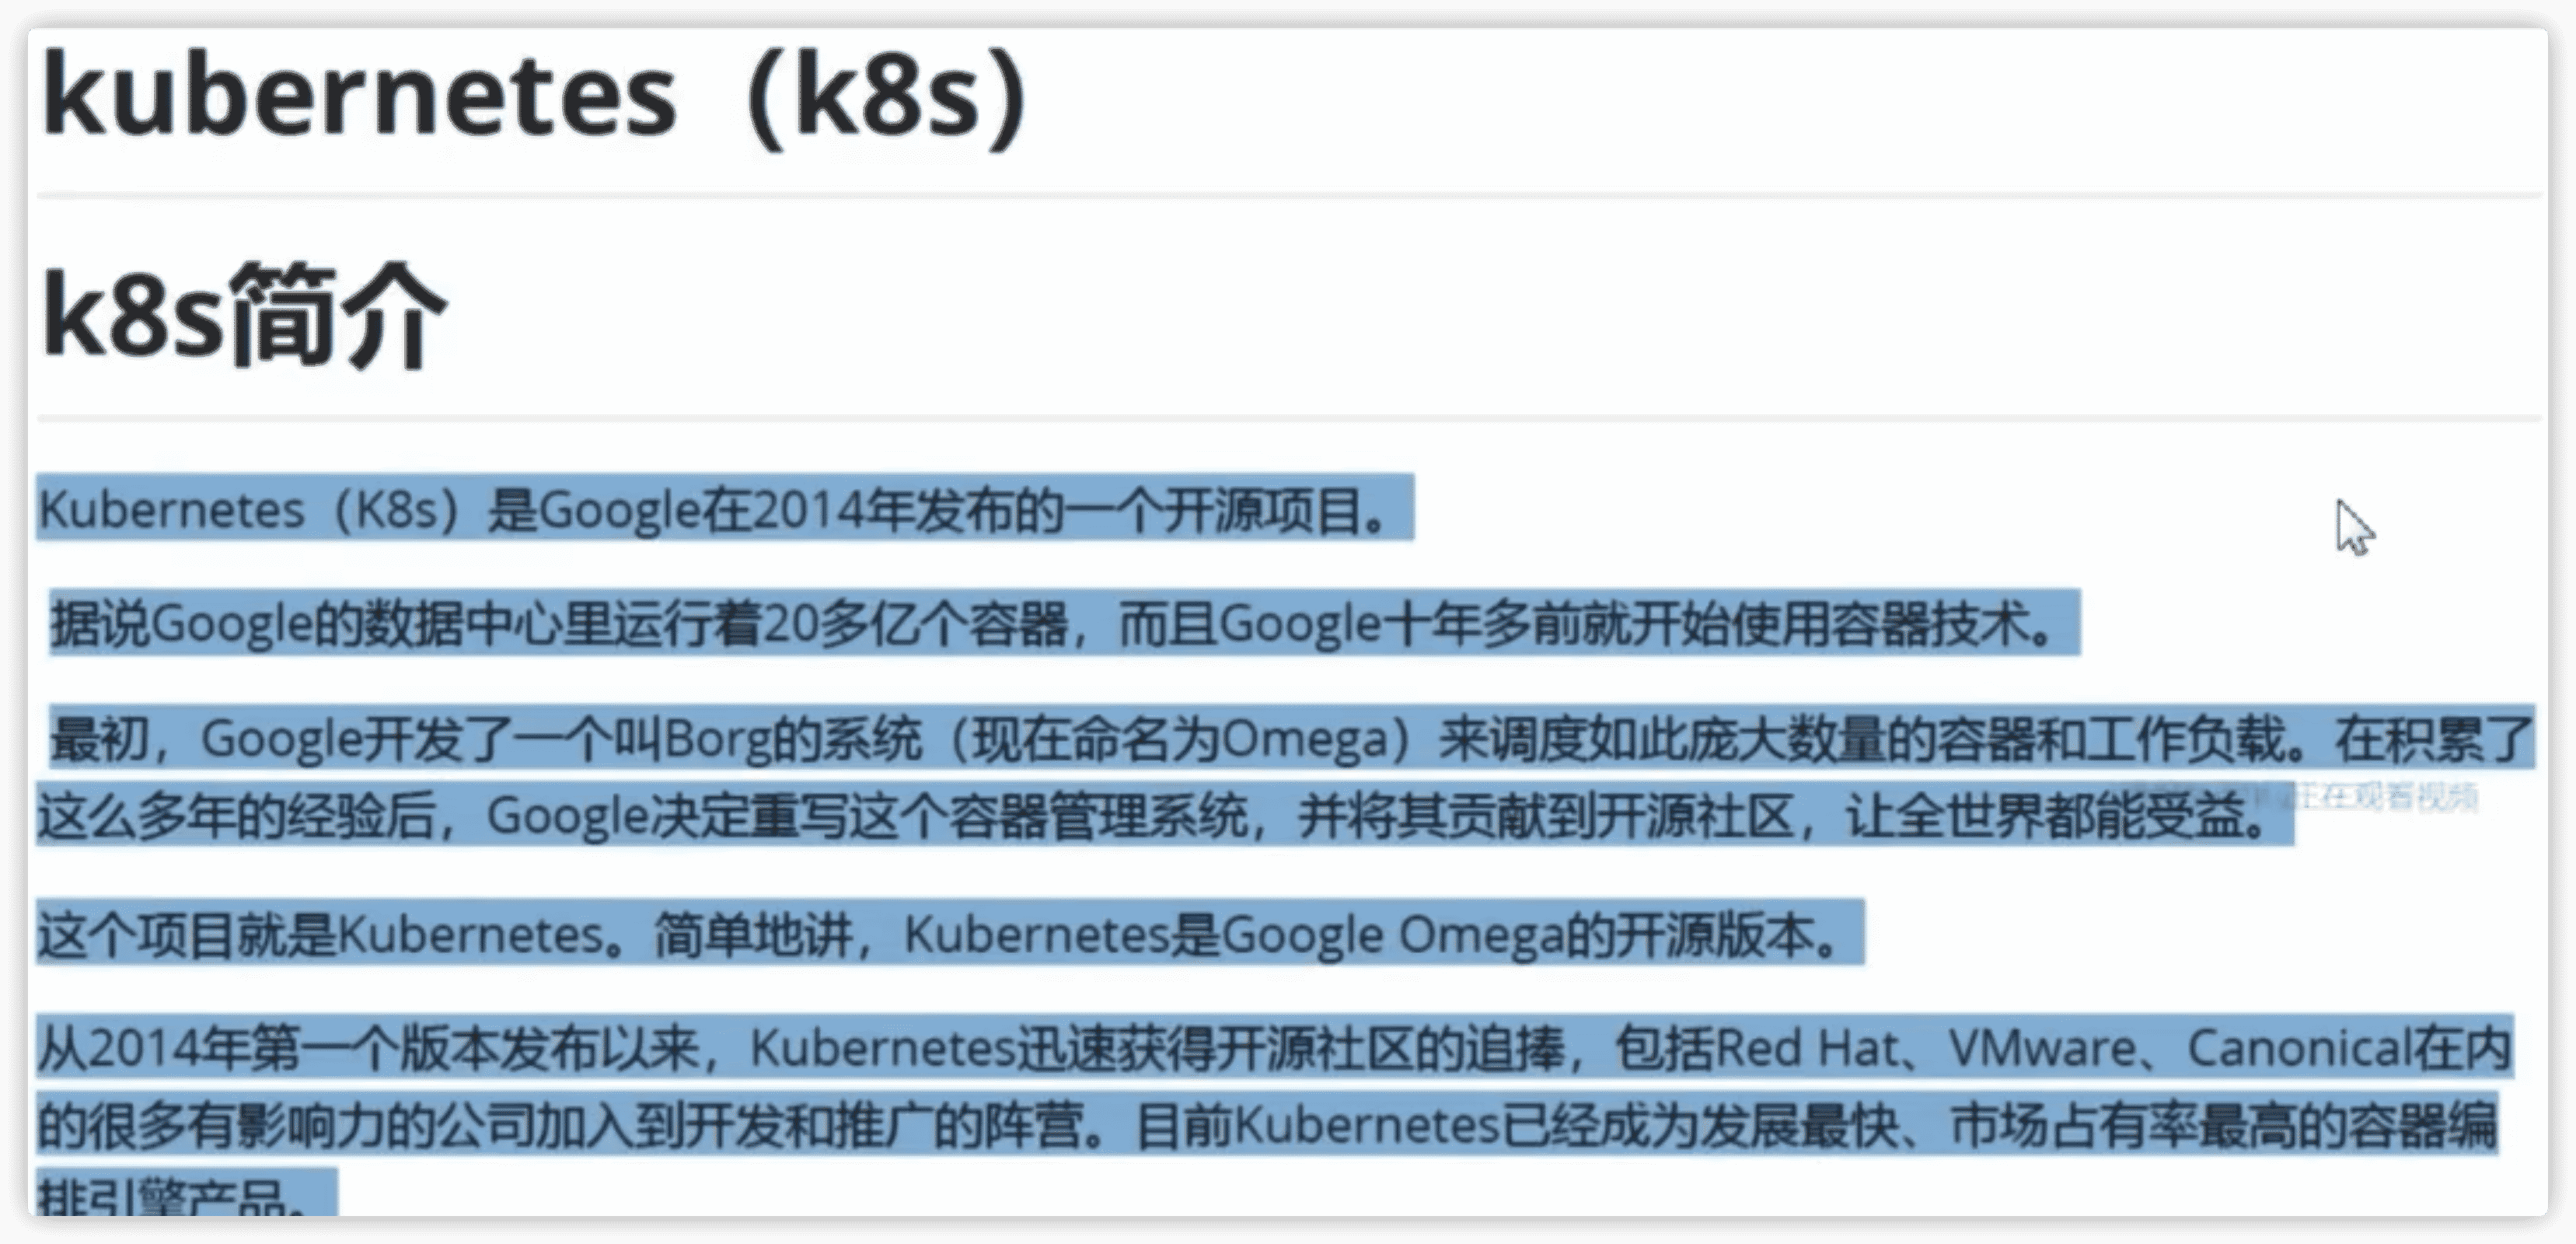 kubernetes（k8s）
k8s简介
Kubernetes（K8s）是Google在2014年发布的一个开源项目。
据说Google的数据中心里运行着20多亿个容器，而且Google十年多前就开始使用容器技术。
最初，Google开发了一个叫Borg的系统（现在命名为Omega）来调度如此庞大数量的容器和工作负载。在积累了
这么多年的经验后，Google决定重写这个容器管理系统，并将其贡献到开源社区，让全世界都能受益。
正在观看视频
这个项目就是Kubernetes。简单地讲，Kubernetes是Google Omega的开源版本。
从2014年第一个版本发布以来，Kubernetes迅速获得开源社区的追捧，包括Red Hat、VMware、Canonical在内
的很多有影响力的公司加入到开发和推广的阵营。目前Kubernetes已经成为发展最快、市场占有率最高的容器编
排引擎产品。